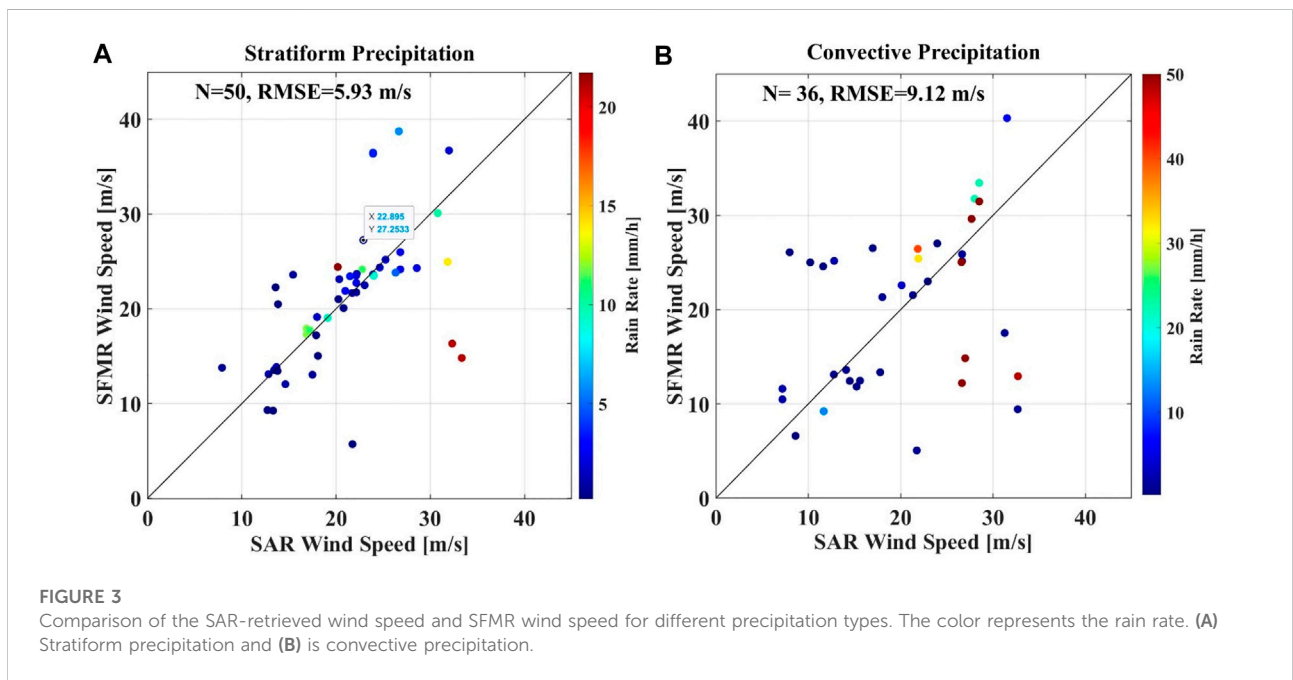 A
Stratiform Precipitation
N=50, RMSE=5.93 m/s
X 22.895
Y 27.2533
SFMR Wind Speed [m/s]
40
30
20
10
0
0 10 20 30 40
SAR Wind Speed [m/s]
20
15
10
5
Rain Rate [mm/h]
B
Convective Precipitation
N= 36, RMSE=9.12 m/s
SFMR Wind Speed [m/s]
40
30
20
10
0
0 10 20 30 40
SAR Wind Speed [m/s]
50
40
30
20
10
Rain Rate [mm/h]
FIGURE 3
Comparison of the SAR-retrieved wind speed and SFMR wind speed for different precipitation types. The color represents the rain rate. (A)
Stratiform precipitation and (B) is convective precipitation.